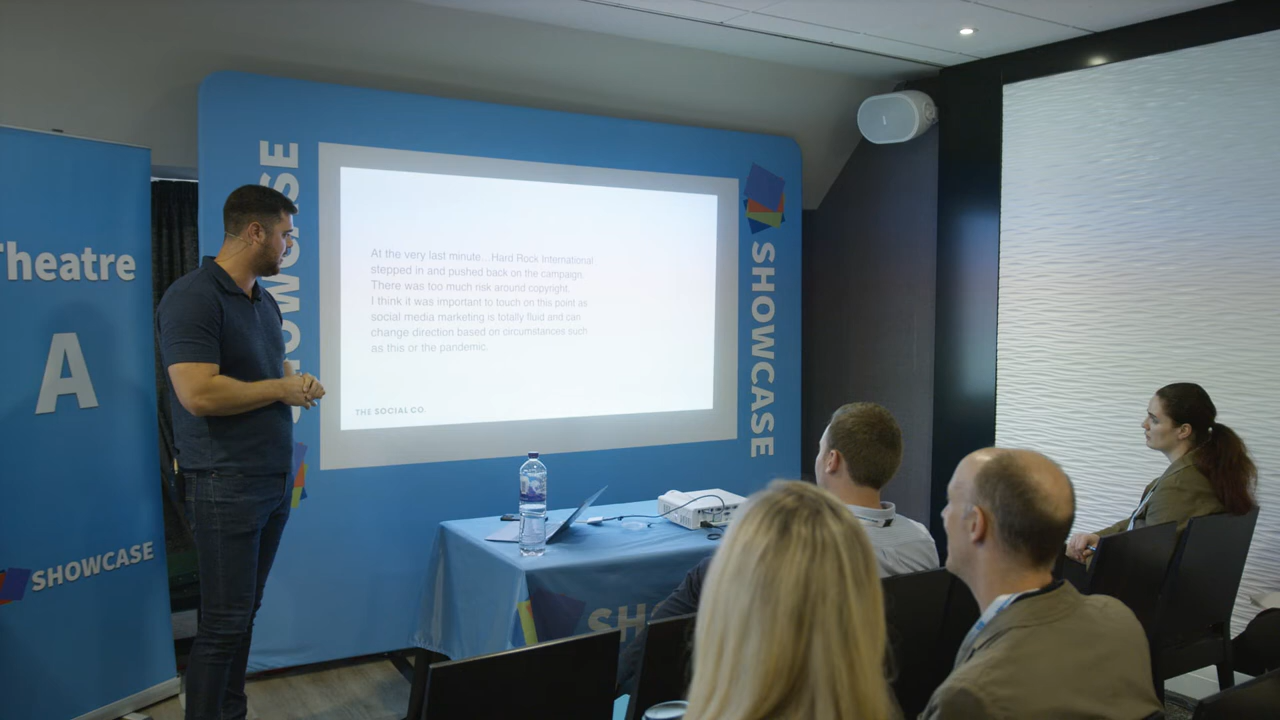 Theatre
A
SHOWCASE
SHOWCASE
At the very last minute... Hard Rock International
stepped in and pushed back on the campaign.
There was too much risk around copyright.
I think it was important to touch on this point as
social media marketing is totally fluid and can
change direction based on circumstances such
as this or the pandemic.
THE SOCIAL CO.
SHOWCASE
SH